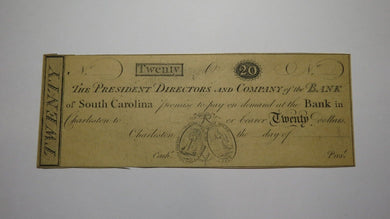 TWENTY
N Twenty 20
THE PRESIDENT DIRECTORS AND COMPANY of the BANK
of SOUTH CAROLINA promise to pay on demand at the BANK in
Charleston to or bearer Twenty Dollars.
Charleston the day of
Cash.r Pres.t